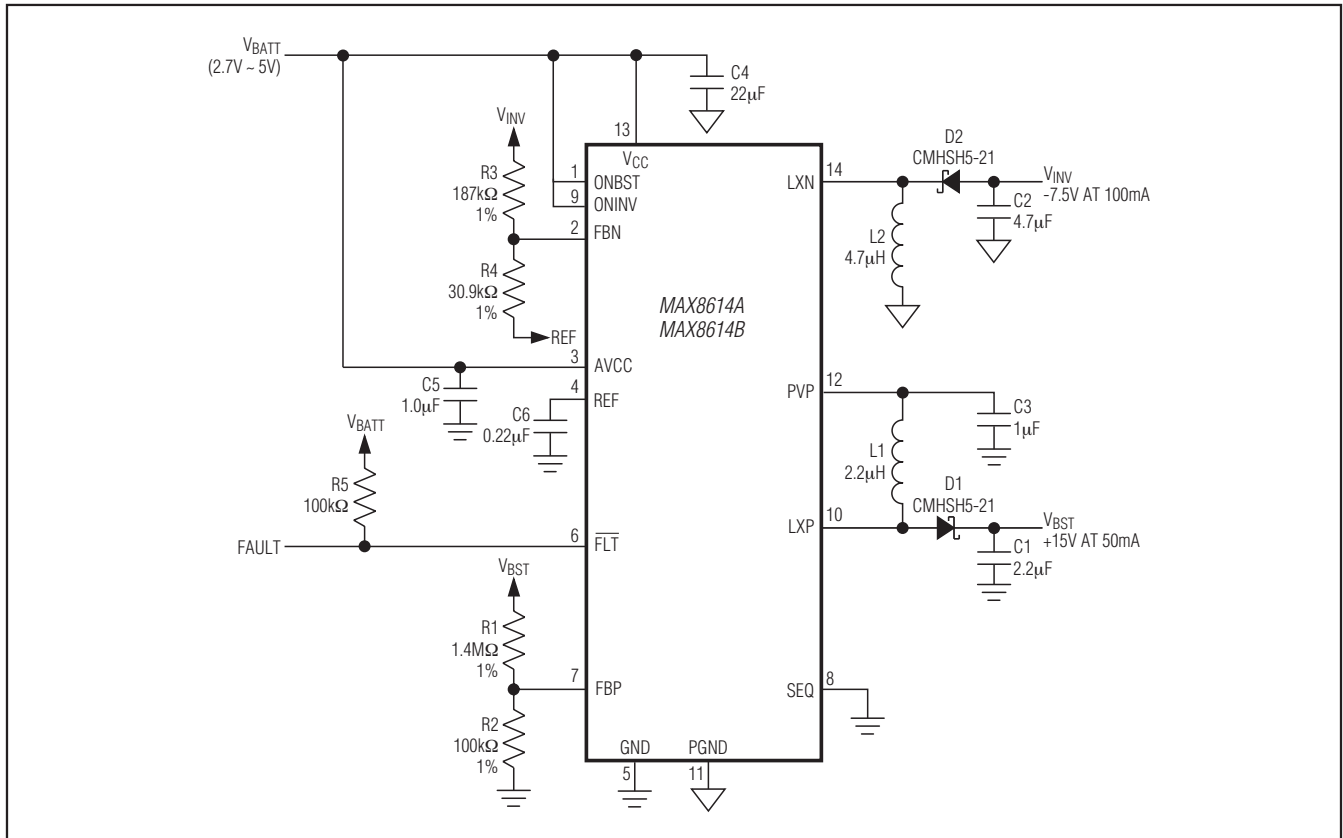 VBATT
(2.7V ~ 5V)
C4
22µF
VINV
13
VCC
D2
CMHSH5-21
R3
187kΩ
1%
1
ONBST
9
ONINV
2
FBN
LXN
14
VINV
-7.5V AT 100mA
C2
4.7µF
L2
4.7µH
R4
30.9kΩ
1%
REF
MAX8614A
MAX8614B
3
AVCC
C5
1.0µF
4
REF
C6
0.22µF
PVP
12
C3
1µF
L1
2.2µH
VBATT
R5
100kΩ
D1
CMHSH5-21
LXP
10
VBST
+15V AT 50mA
C1
2.2µF
FAULT
6
FLT
VBST
R1
1.4MΩ
1%
7
FBP
SEQ
8
R2
100kΩ
1%
GND
PGND
5
11